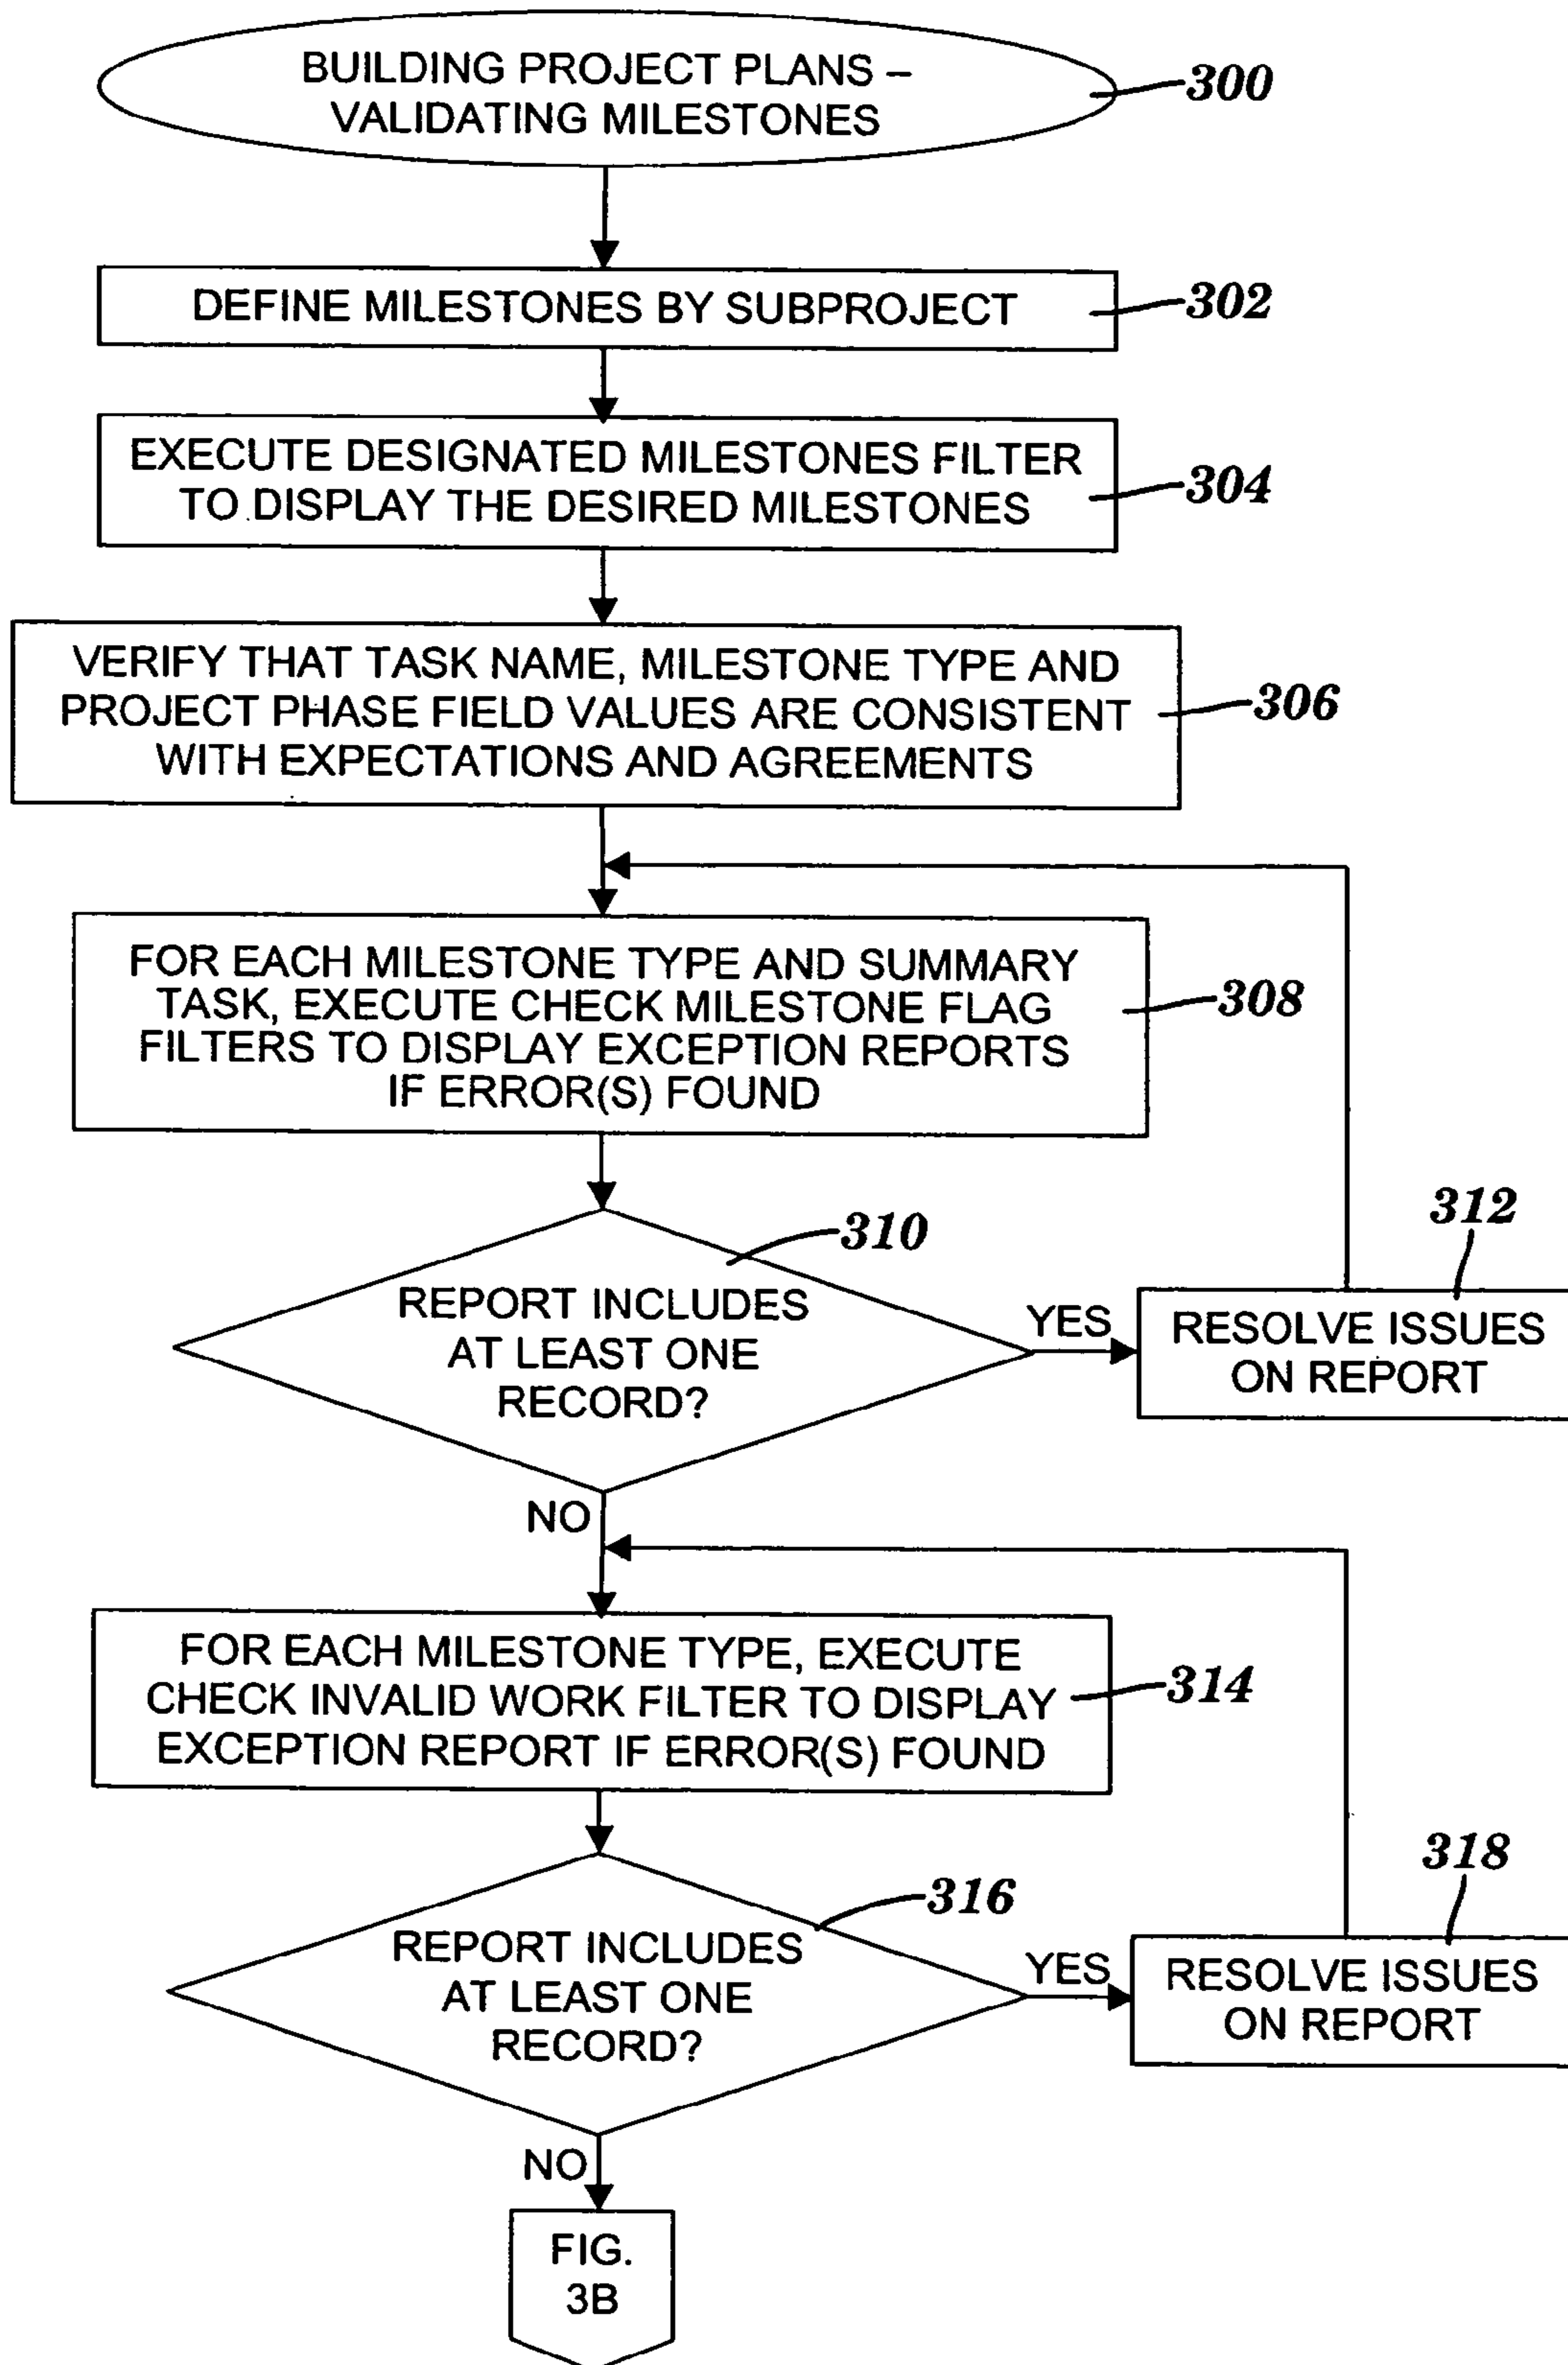 BUILDING PROJECT PLANS –
VALIDATING MILESTONES
300
DEFINE MILESTONES BY SUBPROJECT
302
EXECUTE DESIGNATED MILESTONES FILTER
TO DISPLAY THE DESIRED MILESTONES
304
VERIFY THAT TASK NAME, MILESTONE TYPE AND
PROJECT PHASE FIELD VALUES ARE CONSISTENT
WITH EXPECTATIONS AND AGREEMENTS
306
FOR EACH MILESTONE TYPE AND SUMMARY
TASK, EXECUTE CHECK MILESTONE FLAG
FILTERS TO DISPLAY EXCEPTION REPORTS
IF ERROR(S) FOUND
308
310
REPORT INCLUDES
AT LEAST ONE
RECORD?
YES
312
RESOLVE ISSUES
ON REPORT
NO
FOR EACH MILESTONE TYPE, EXECUTE
CHECK INVALID WORK FILTER TO DISPLAY
EXCEPTION REPORT IF ERROR(S) FOUND
314
316
REPORT INCLUDES
AT LEAST ONE
RECORD?
YES
318
RESOLVE ISSUES
ON REPORT
NO
FIG.
3B